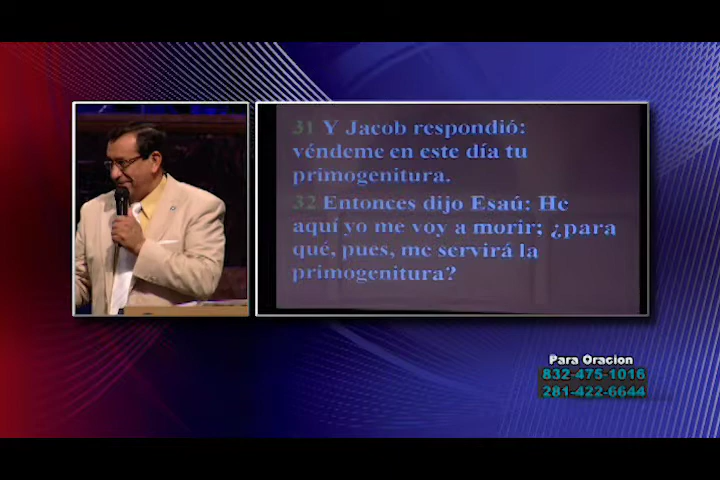 31 Y Jacob respondió:
véndeme en este día tu
primogenitura.
32 Entonces dijo Esaú: He
aquí yo me voy a morir; ¿para
qué, pues, me servirá la
primogenitura?
Para Oracion
832-475-1016
281-422-6644